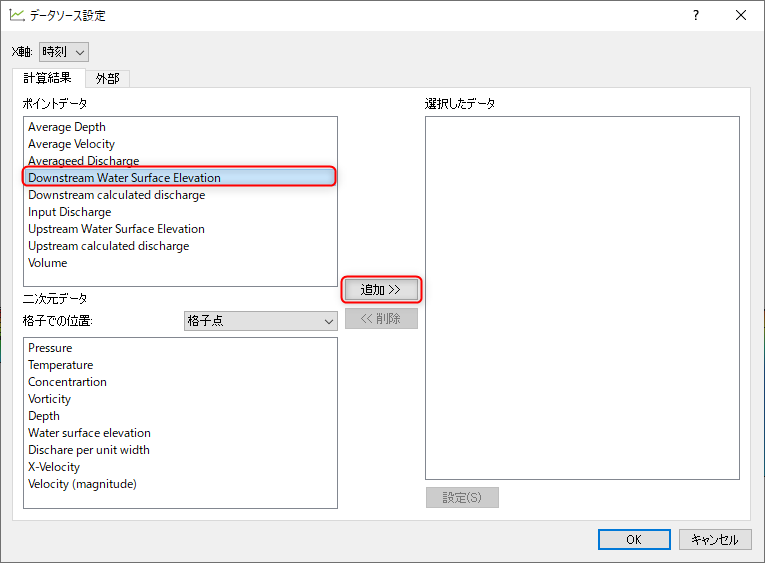 データソース設定
?
X軸: 時刻
計算結果 外部
ポイントデータ
Average Depth
Average Velocity
Averageed Discharge
Downstream Water Surface Elevation
Downstream calculated discharge
Input Discharge
Upstream Water Surface Elevation
Upstream calculated discharge
Volume
二次元データ
格子での位置: 格子点
Pressure
Temperature
Concentrartion
Vorticity
Depth
Water surface elevation
Dischare per unit width
X-Velocity
Velocity (magnitude)
追加 >>
<< 削除
選択したデータ
設定(S)
OK キャンセル